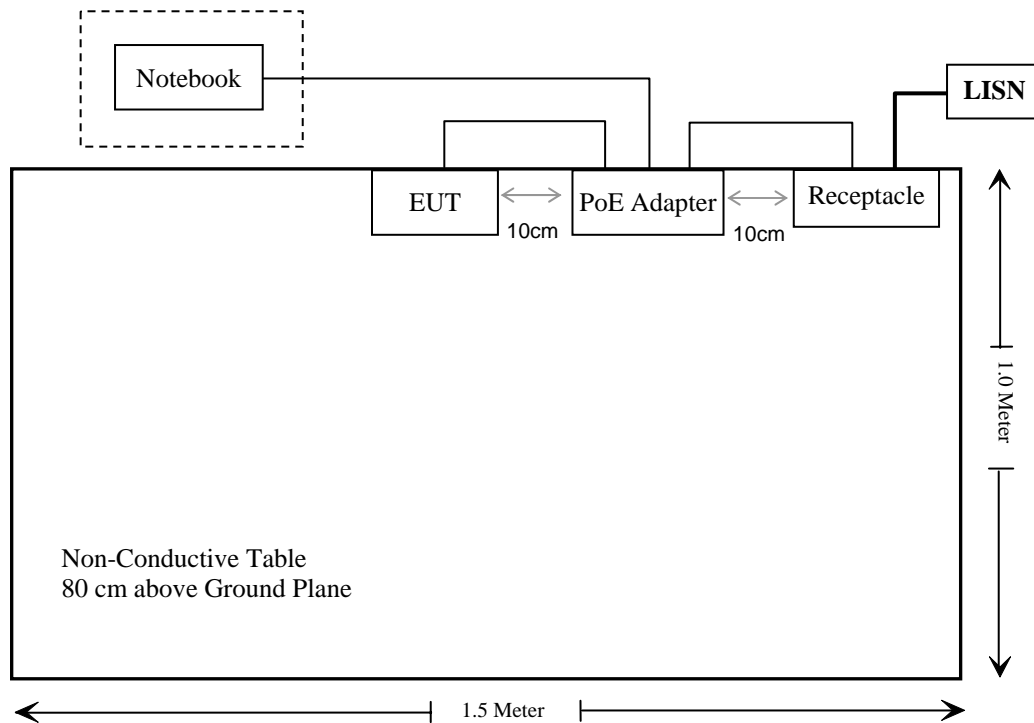 Notebook
LISN
EUT
PoE Adapter
Receptacle
10cm
10cm
1.0 Meter
Non-Conductive Table
80 cm above Ground Plane
1.5 Meter